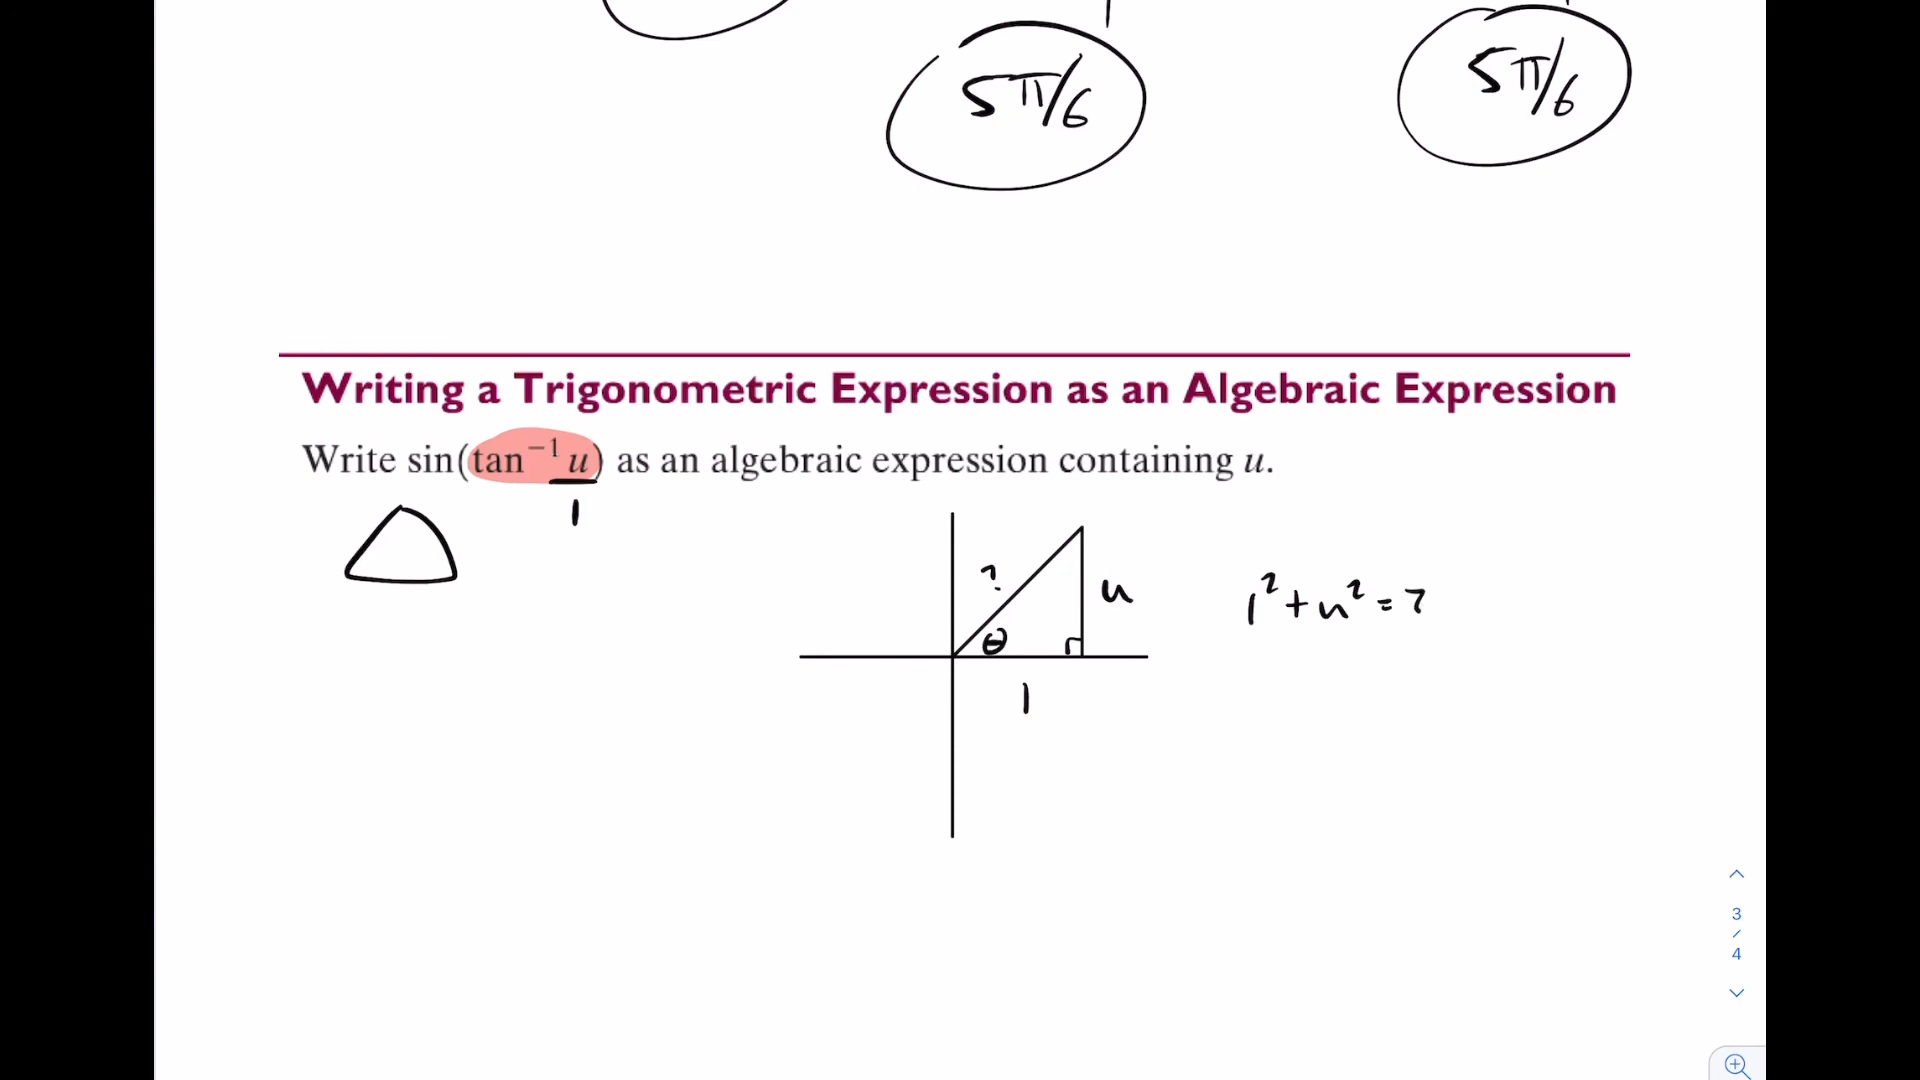 5π/6
5π/6
Writing a Trigonometric Expression as an Algebraic Expression
Write sin(tan⁻¹ u) as an algebraic expression containing u.
1
?
u
1² + u² = ?
θ
1
3
/
4